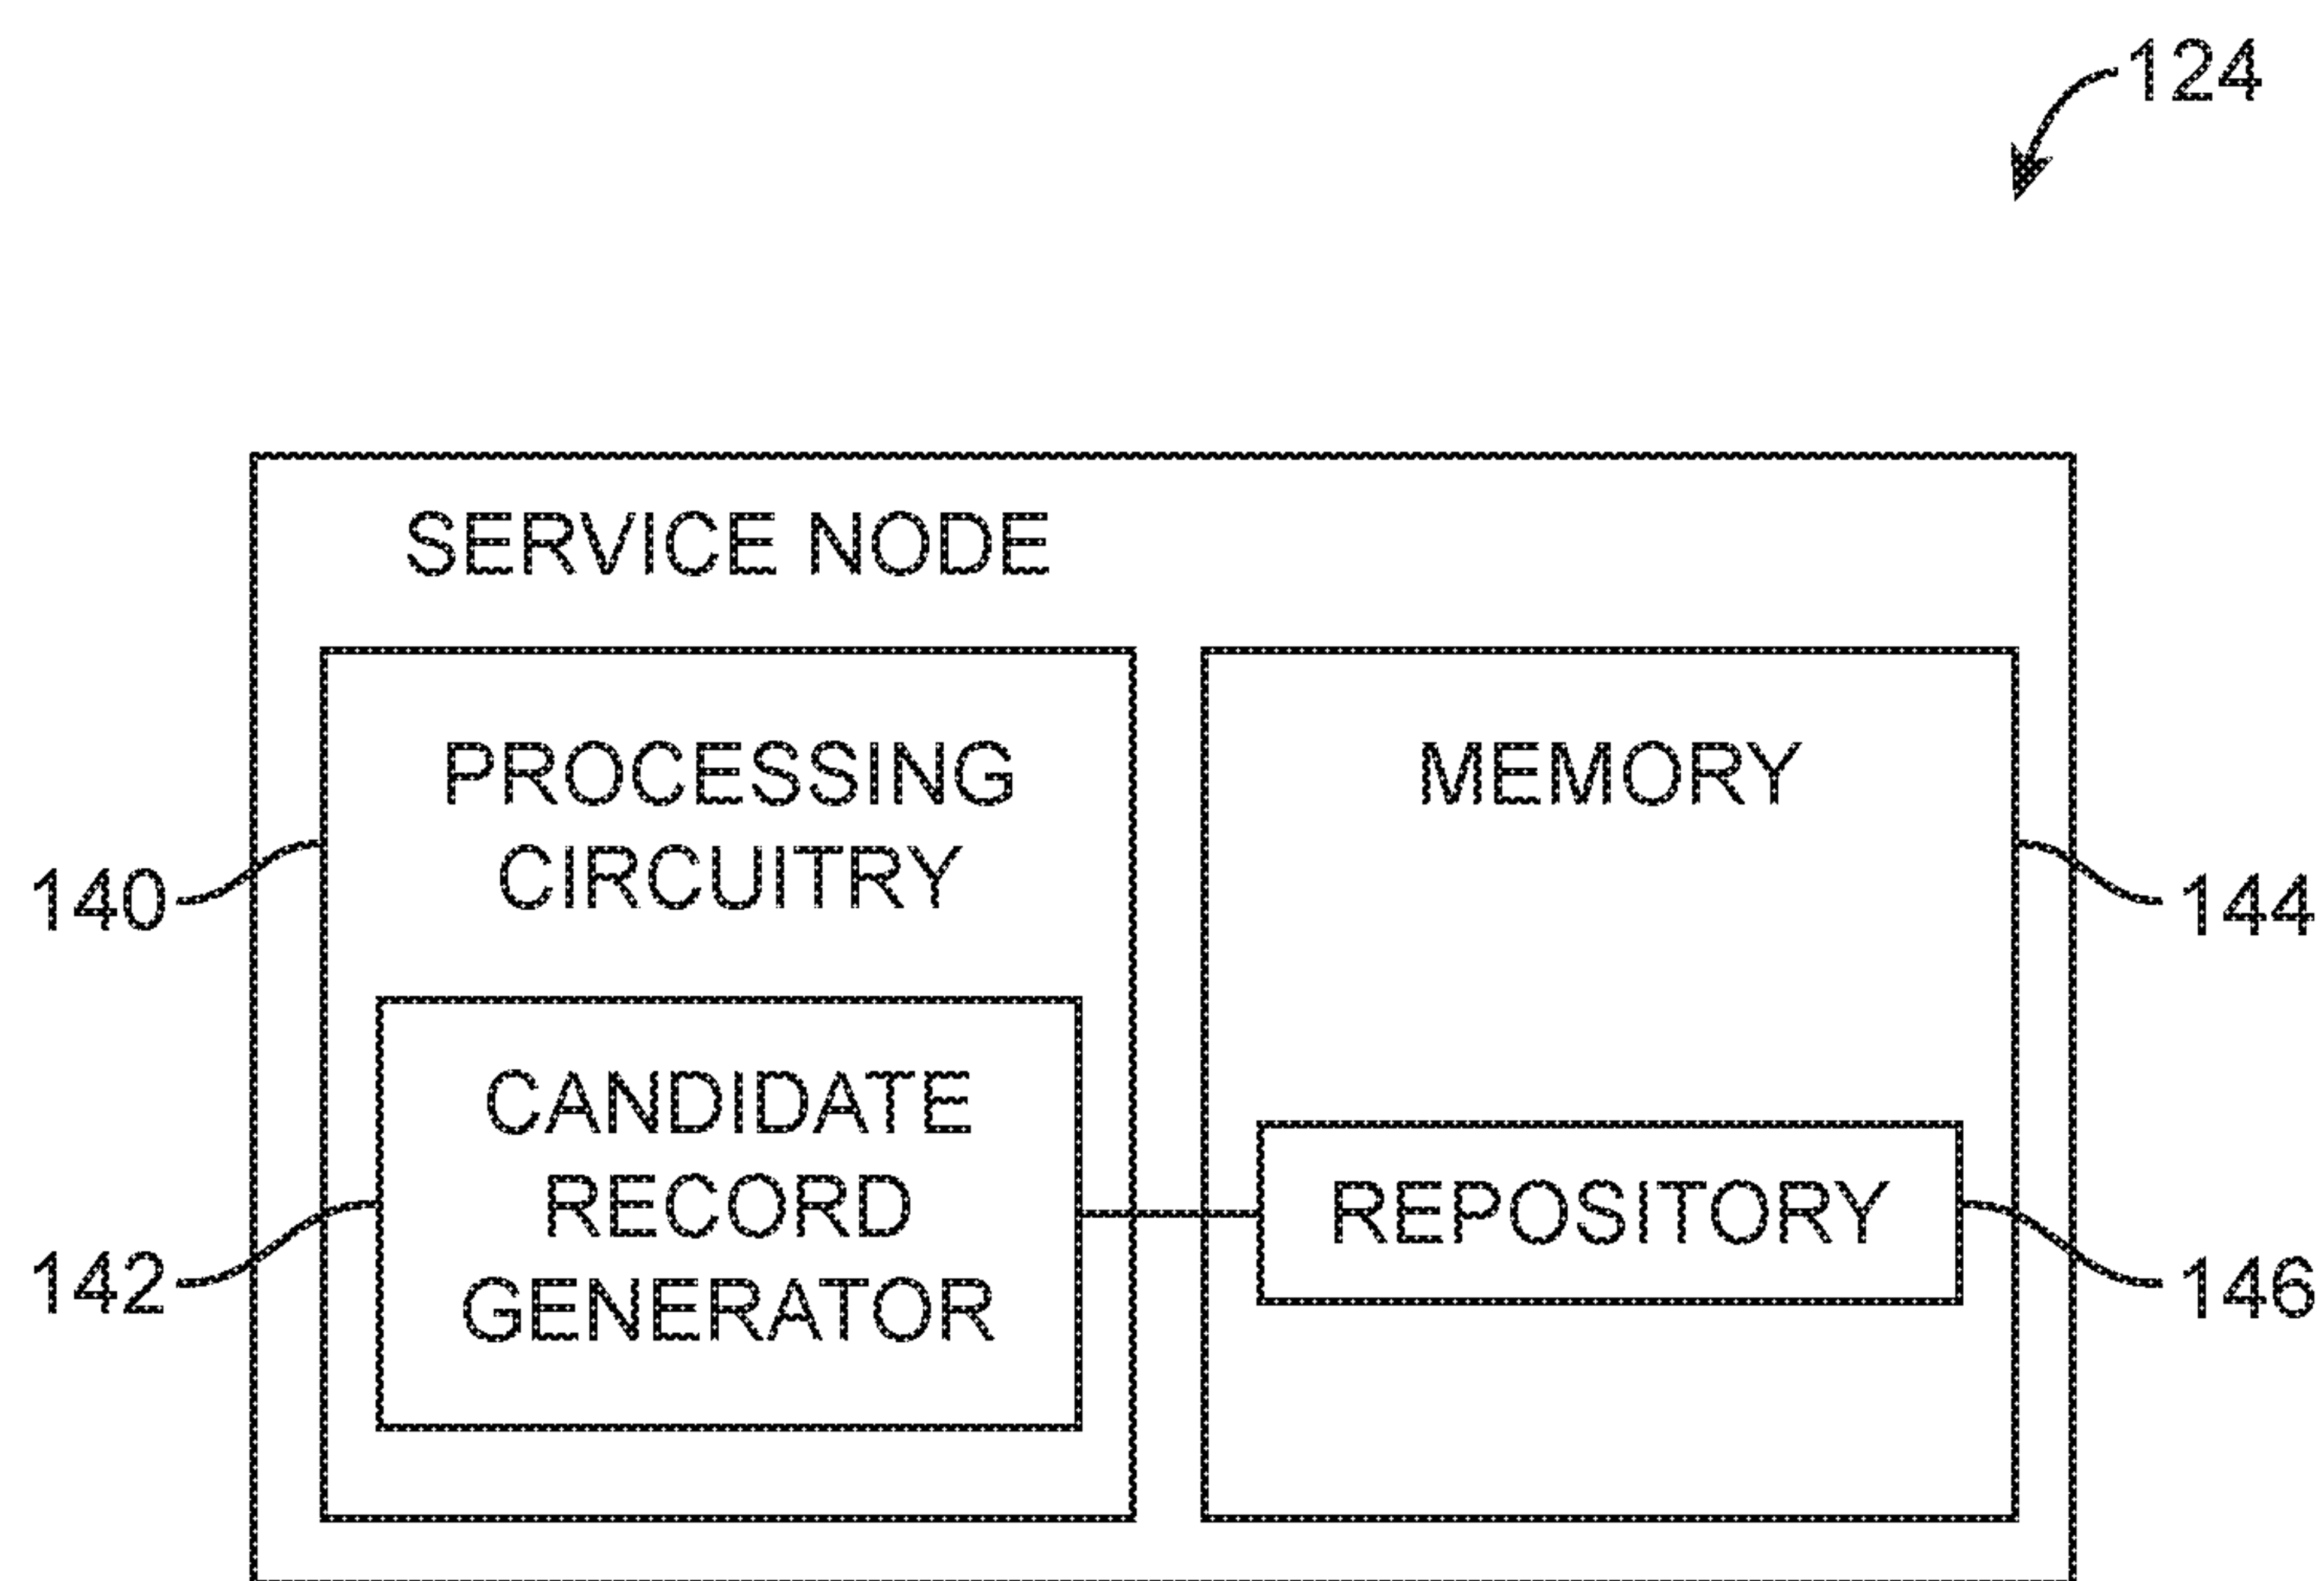 124
SERVICE NODE
PROCESSING
CIRCUITRY
MEMORY
140
144
CANDIDATE
RECORD
GENERATOR
REPOSITORY
142
146